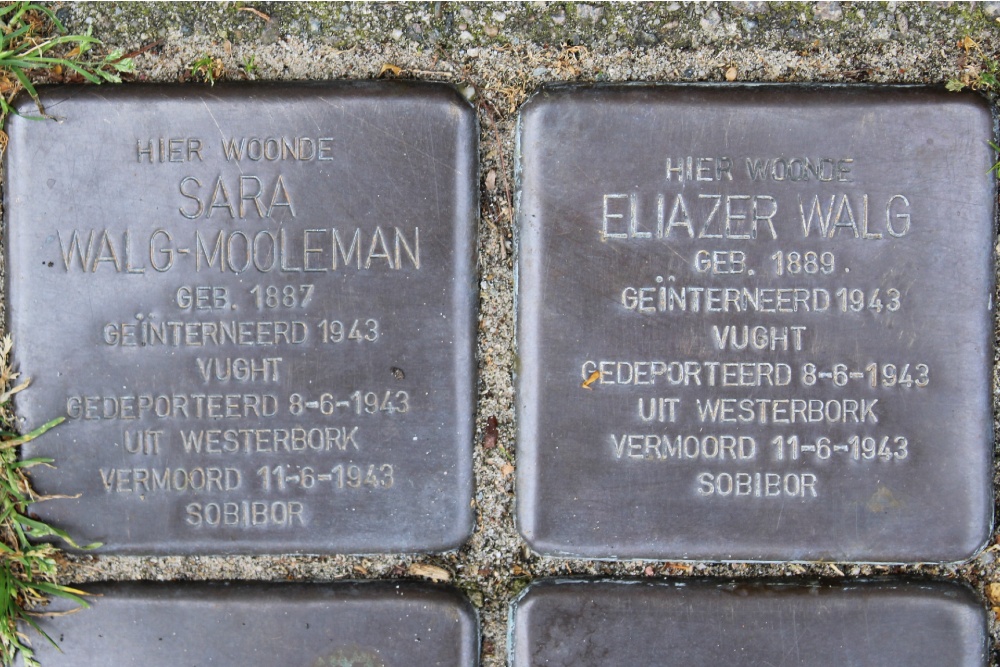 HIER WOONDE
SARA
WALG-MOOLEMAN
GEB. 1887
GEÏNTERNEERD 1943
VUGHT
GEDEPORTEERD 8-6-1943
UIT WESTERBORK
VERMOORD 11-6-1943
SOBIBOR
HIER WOONDE
ELIAZER WALG
GEB. 1889
GEÏNTERNEERD 1943
VUGHT
GEDEPORTEERD 8-6-1943
UIT WESTERBORK
VERMOORD 11-6-1943
SOBIBOR